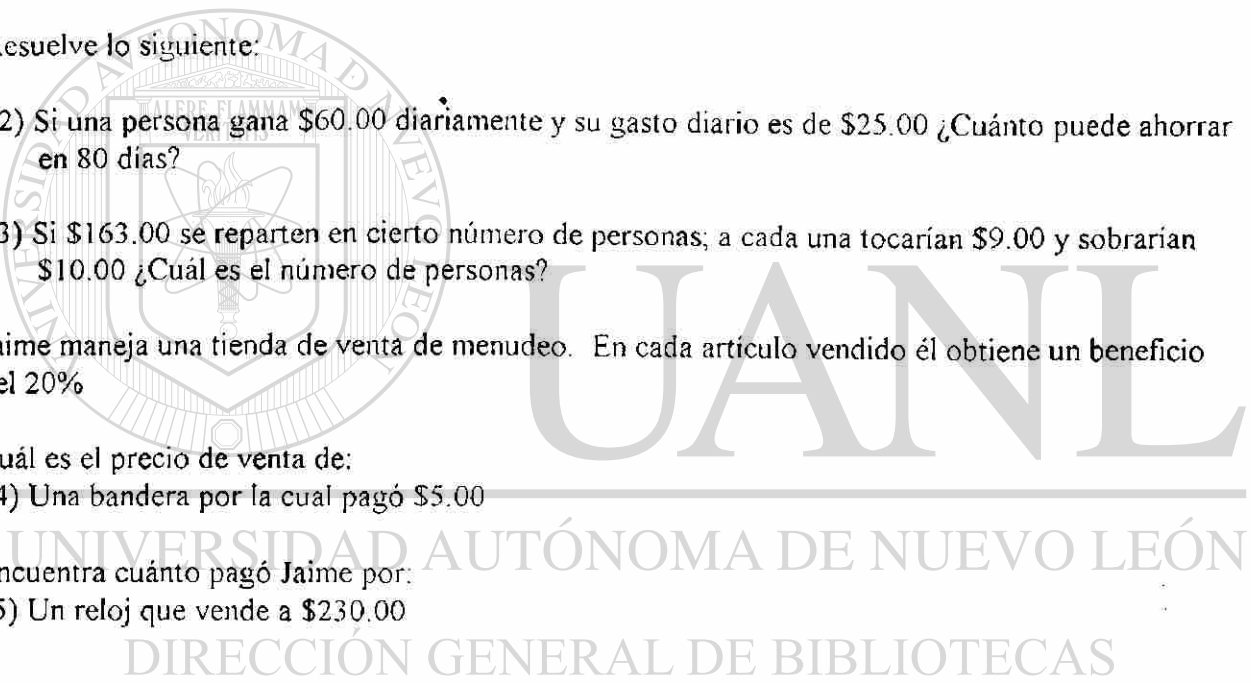 esuelve lo siguiente:
2) Si una persona gana $60.00 diariamente y su gasto diario es de $25.00 ¿Cuánto puede ahorrar
en 80 días?
3) Si $163.00 se reparten en cierto número de personas; a cada una tocarían $9.00 y sobrarían
$10.00 ¿Cuál es el número de personas?
aime maneja una tienda de venta de menudeo. En cada artículo vendido él obtiene un beneficio
el 20%
uál es el precio de venta de:
4) Una bandera por la cual pagó $5.00
ncuentra cuánto pagó Jaime por:
5) Un reloj que vende a $230.00
UANL
UNIVERSIDAD AUTÓNOMA DE NUEVO LEÓN
DIRECCIÓN GENERAL DE BIBLIOTECAS
ALERE FLAMMAM
VERITATIS